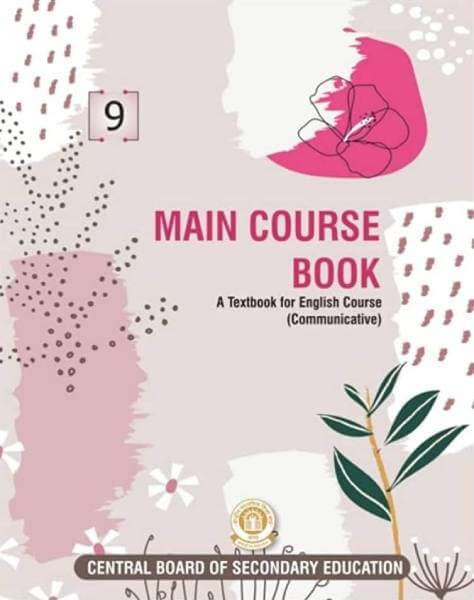 9
MAIN COURSE
BOOK
A Textbook for English Course
(Communicative)
CENTRAL BOARD OF SECONDARY EDUCATION